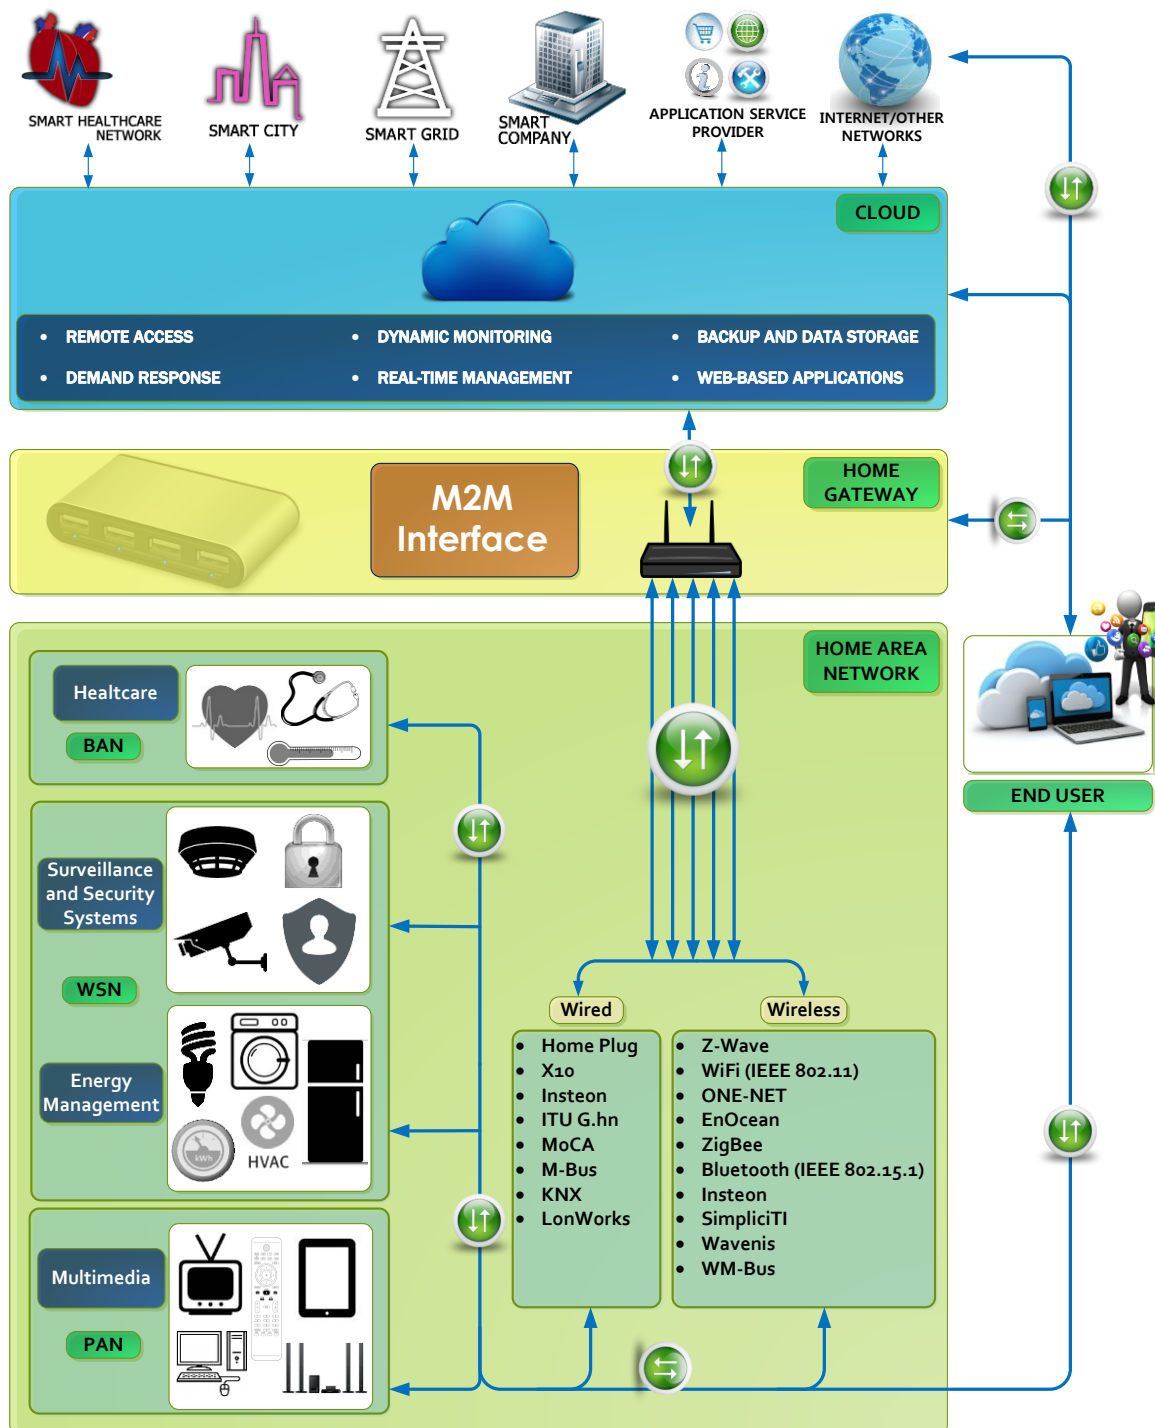 SMART HEALTHCARE
NETWORK
SMART CITY
SMART GRID
SMART
COMPANY
APPLICATION SERVICE
PROVIDER
INTERNET/OTHER
NETWORKS
CLOUD
• REMOTE ACCESS
• DYNAMIC MONITORING
• BACKUP AND DATA STORAGE
• DEMAND RESPONSE
• REAL-TIME MANAGEMENT
• WEB-BASED APPLICATIONS
M2M
Interface
HOME
GATEWAY
HOME AREA
NETWORK
Healtcare
BAN
END USER
Surveillance
and Security
Systems
WSN
Energy
Management
kWh
HVAC
Multimedia
PAN
Wired
• Home Plug
• X10
• Insteon
• ITU G.hn
• MoCA
• M-Bus
• KNX
• LonWorks
Wireless
• Z-Wave
• WiFi (IEEE 802.11)
• ONE-NET
• EnOcean
• ZigBee
• Bluetooth (IEEE 802.15.1)
• Insteon
• SimpliciTI
• Wavenis
• WM-Bus